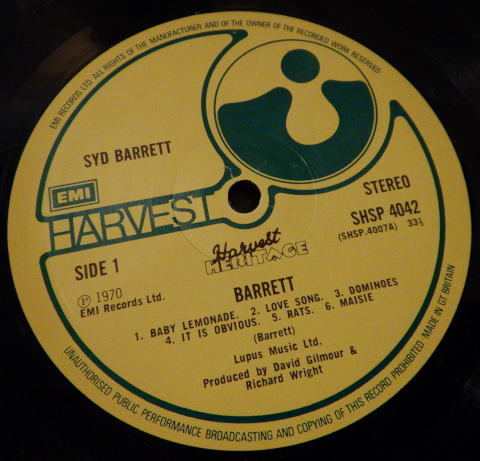 EMI RECORDS LTD. ALL RIGHTS OF THE MANUFACTURER AND OF THE OWNER OF THE RECORDED WORK RESERVED
SYD BARRETT
EMI
HARVEST
STEREO
SHSP 4042
(SHSP.4007A) 33⅓
Harvest
HERITAGE
SIDE 1
BARRETT
℗ 1970
EMI Records Ltd.
1. BABY LEMONADE. 2. LOVE SONG. 3. DOMINOES
4. IT IS OBVIOUS. 5. RATS. 6. MAISIE
(Barrett)
Lupus Music Ltd.
Produced by David Gilmour &
Richard Wright
UNAUTHORISED PUBLIC PERFORMANCE BROADCASTING AND COPYING OF THIS RECORD PROHIBITED · MADE IN GT BRITAIN